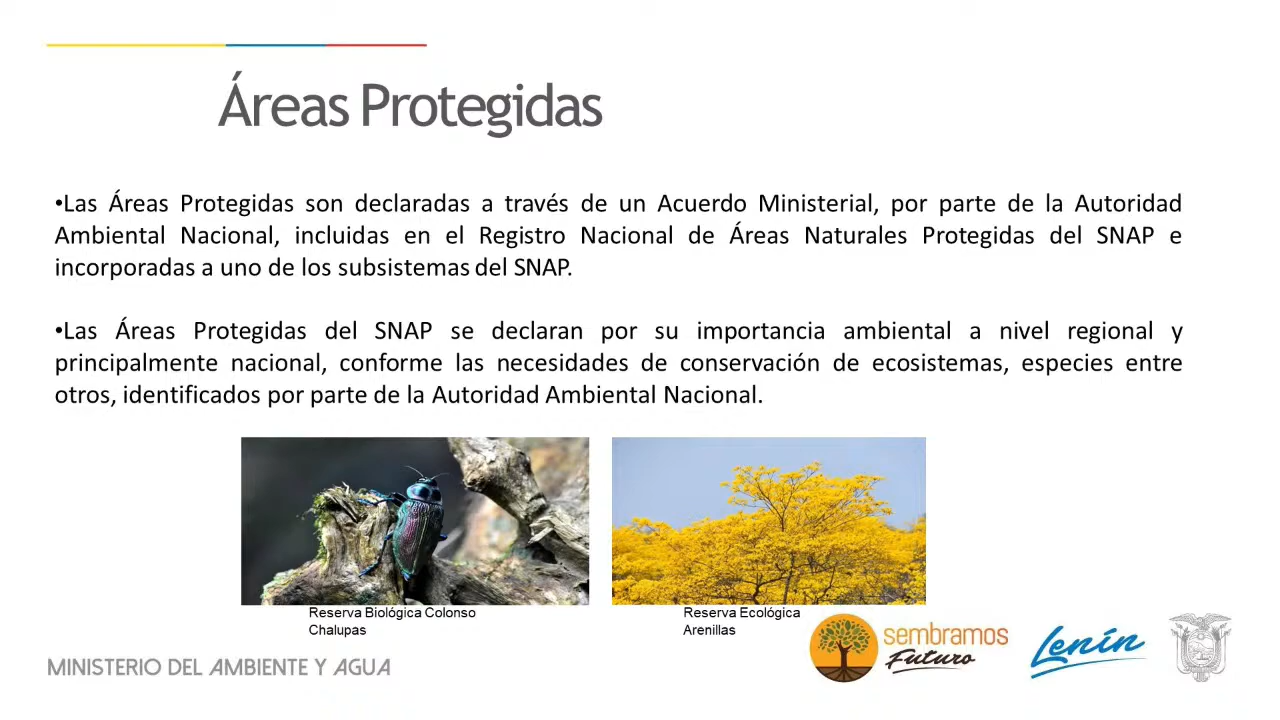 Áreas Protegidas
•Las Áreas Protegidas son declaradas a través de un Acuerdo Ministerial, por parte de la Autoridad
Ambiental Nacional, incluidas en el Registro Nacional de Áreas Naturales Protegidas del SNAP e
incorporadas a uno de los subsistemas del SNAP.
•Las Áreas Protegidas del SNAP se declaran por su importancia ambiental a nivel regional y
principalmente nacional, conforme las necesidades de conservación de ecosistemas, especies entre
otros, identificados por parte de la Autoridad Ambiental Nacional.
Reserva Biológica Colonso
Chalupas
Reserva Ecológica
Arenillas
MINISTERIO DEL AMBIENTE Y AGUA
sembramos
Futuro
Lenín